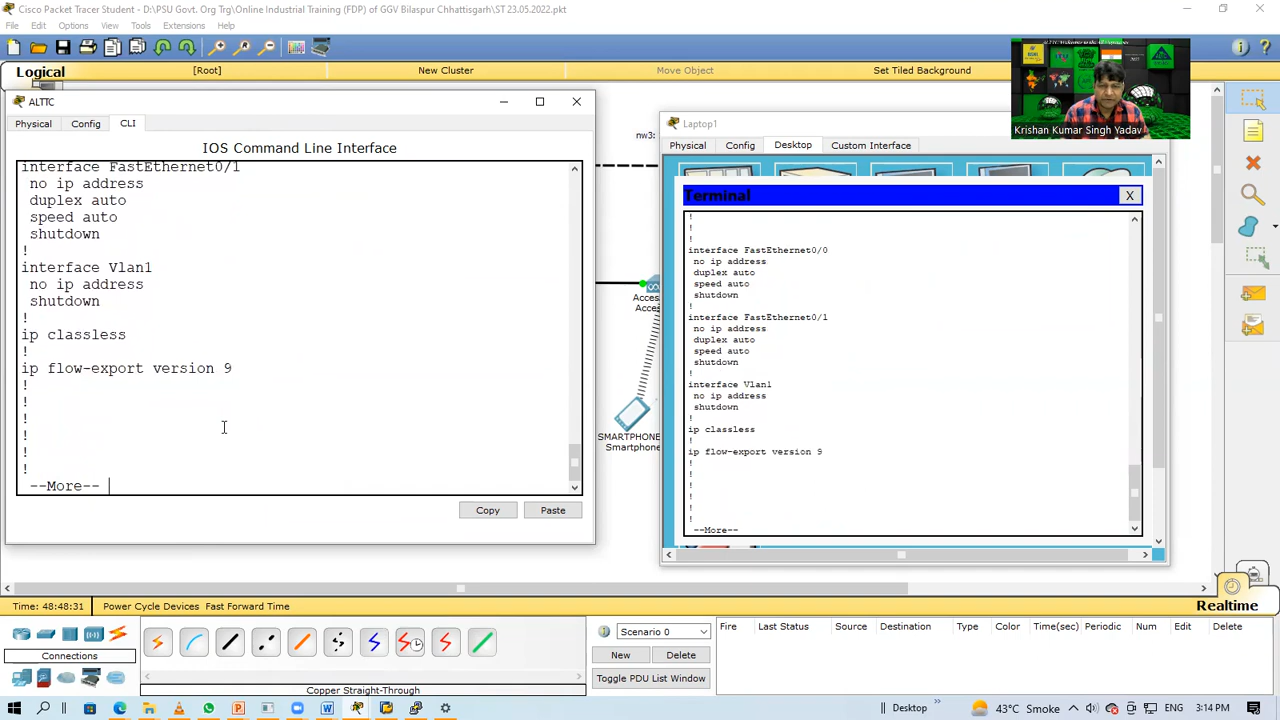 Cisco Packet Tracer Student - D:\PSU Govt. Org Trg\Online Industrial Training (FDP) of GGV Bilaspur Chhattisgarh\ST 23.05.2022.pkt
File Edit Options View Tools Extensions Help
Logical [Root] New Cluster Move Object Set Tiled Background
Krishan Kumar Singh Yadav
ALTTC
Physical Config CLI
IOS Command Line Interface
interface FastEthernet0/1
no ip address
duplex auto
speed auto
shutdown
!
interface Vlan1
no ip address
shutdown
!
ip classless
!
ip flow-export version 9
!
!
!
!
!
!
--More--
Copy Paste
nw3:
Acces
Acce
SMARTPHONE
Smartphone
Laptop1
Physical Config Desktop Custom Interface
Terminal X
!
!
!
interface FastEthernet0/0
no ip address
duplex auto
speed auto
shutdown
!
interface FastEthernet0/1
no ip address
duplex auto
speed auto
shutdown
!
interface Vlan1
no ip address
shutdown
!
ip classless
!
ip flow-export version 9
!
!
!
!
!
!
--More--
Time: 48:48:31 Power Cycle Devices Fast Forward Time
Realtime
Connections
Copper Straight-Through
Scenario 0
New Delete
Toggle PDU List Window
Fire Last Status Source Destination Type Color Time(sec) Periodic Num Edit Delete
Desktop 43°C Smoke ENG 3:14 PM